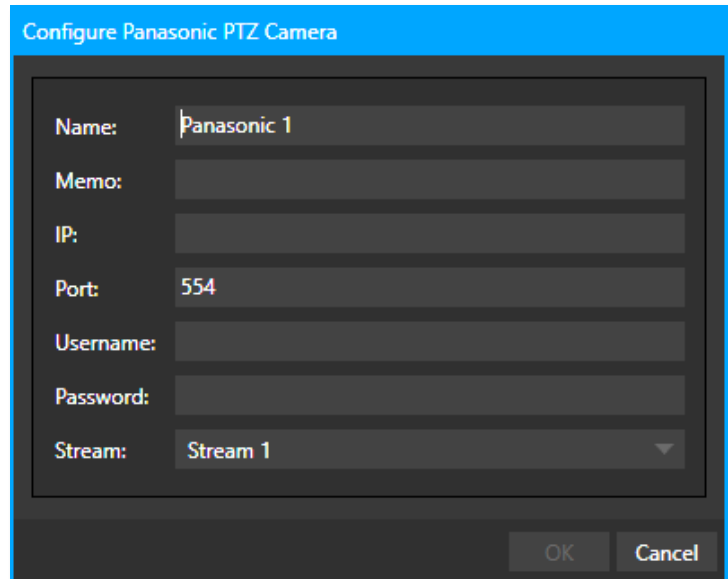 Configure Panasonic PTZ Camera
Name: Panasonic 1
Memo:
IP:
Port: 554
Username:
Password:
Stream: Stream 1
OK Cancel